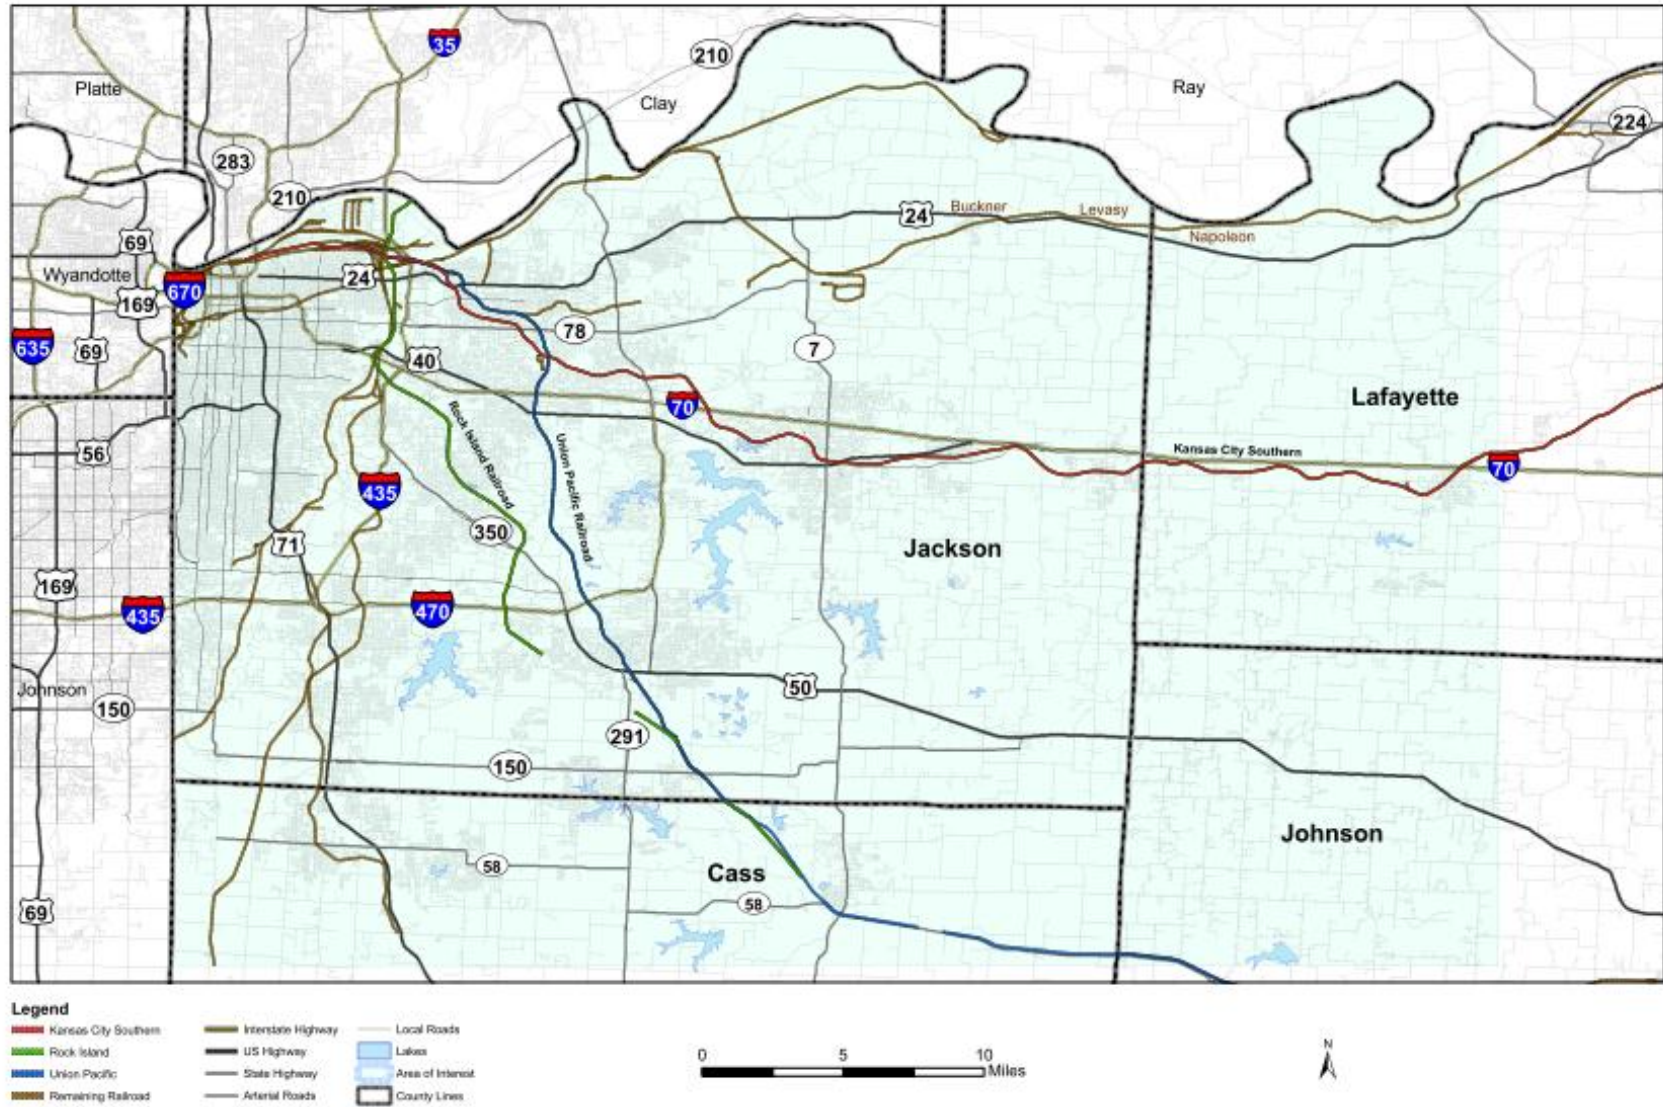 35
210
Platte
Clay
Ray
224
283
210
24
Buckner
Levasy
Napoleon
69
Wyandotte
24
670
169
635
69
78
40
7
70
Lafayette
Rock Island Railroad
Union Pacific Railroad
Kansas City Southern
56
70
435
350
71
Jackson
169
435
470
Johnson
150
50
291
150
Johnson
58
Cass
58
69
Legend
Kansas City Southern
Rock Island
Union Pacific
Remaining Railroad
Interstate Highway
US Highway
State Highway
Arterial Roads
Local Roads
Lakes
Area of Interest
County Lines
0 5 10
Miles
N